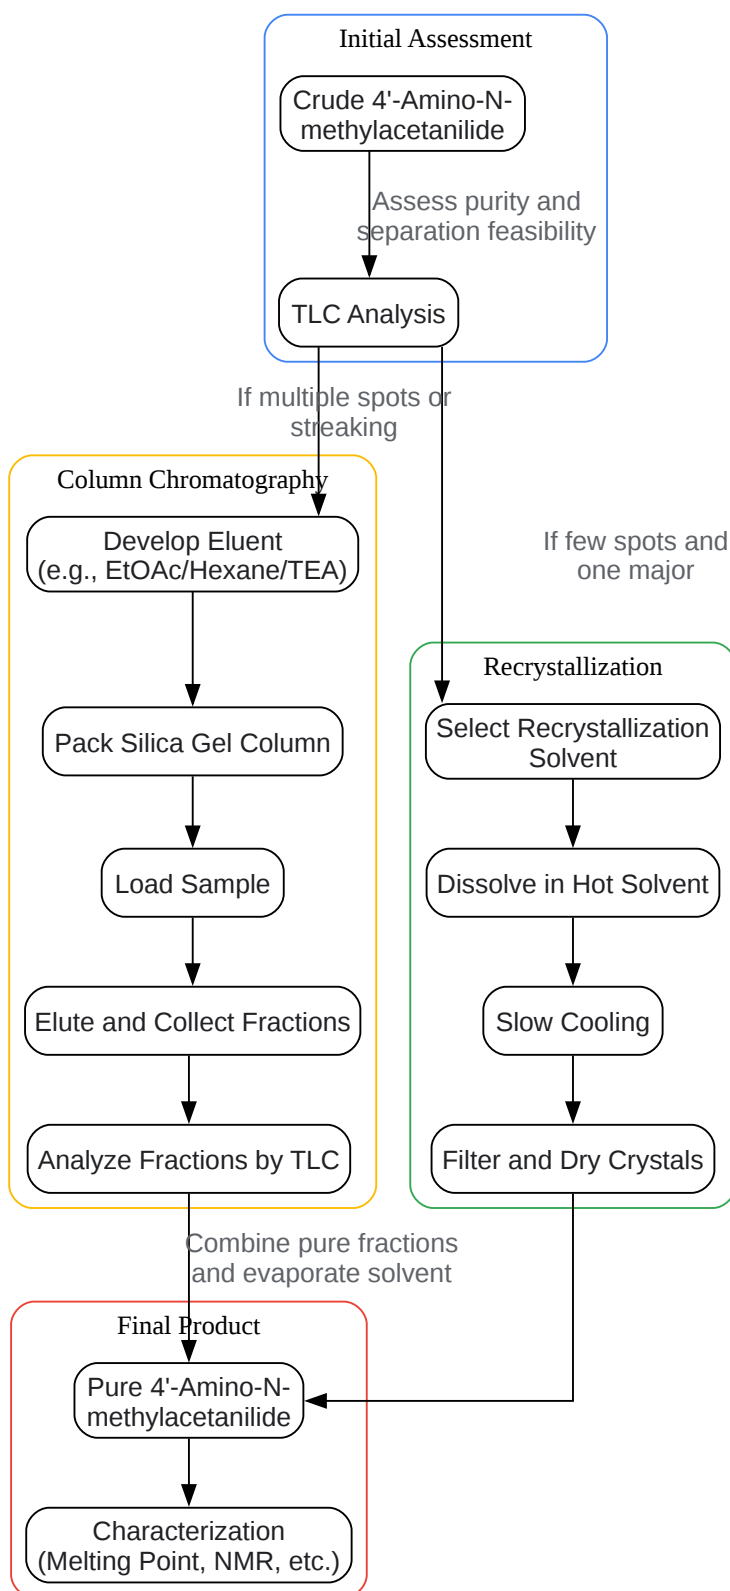 Initial Assessment
Crude 4'-Amino-N-
methylacetanilide
Assess purity and
separation feasibility
TLC Analysis
If multiple spots or
streaking
If few spots and
one major
Column Chromatography
Develop Eluent
(e.g., EtOAc/Hexane/TEA)
Pack Silica Gel Column
Load Sample
Elute and Collect Fractions
Analyze Fractions by TLC
Recrystallization
Select Recrystallization
Solvent
Dissolve in Hot Solvent
Slow Cooling
Filter and Dry Crystals
Combine pure fractions
and evaporate solvent
Final Product
Pure 4'-Amino-N-
methylacetanilide
Characterization
(Melting Point, NMR, etc.)